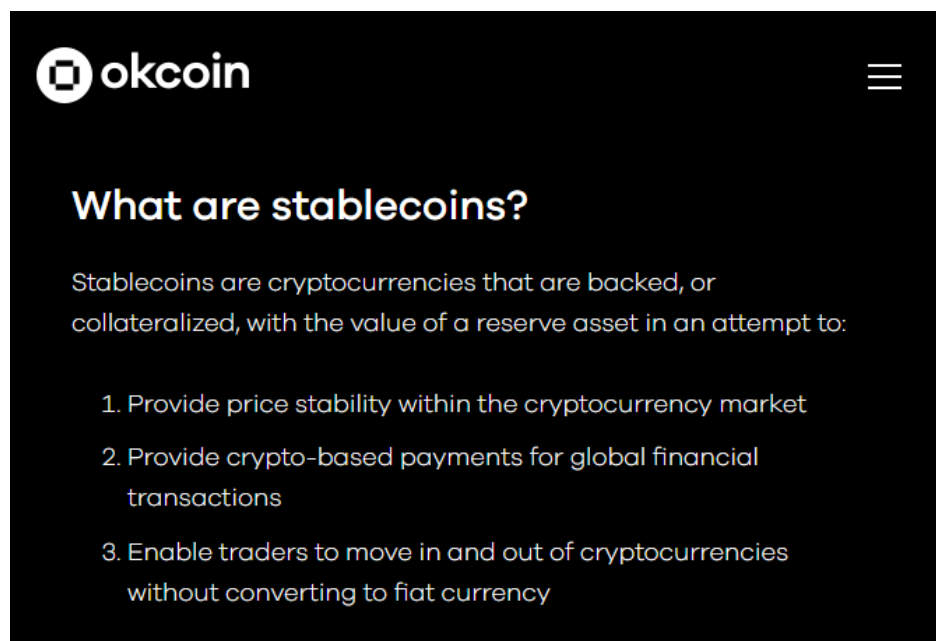 okcoin
What are stablecoins?
Stablecoins are cryptocurrencies that are backed, or
collateralized, with the value of a reserve asset in an attempt to:
1. Provide price stability within the cryptocurrency market
2. Provide crypto-based payments for global financial
transactions
3. Enable traders to move in and out of cryptocurrencies
without converting to fiat currency